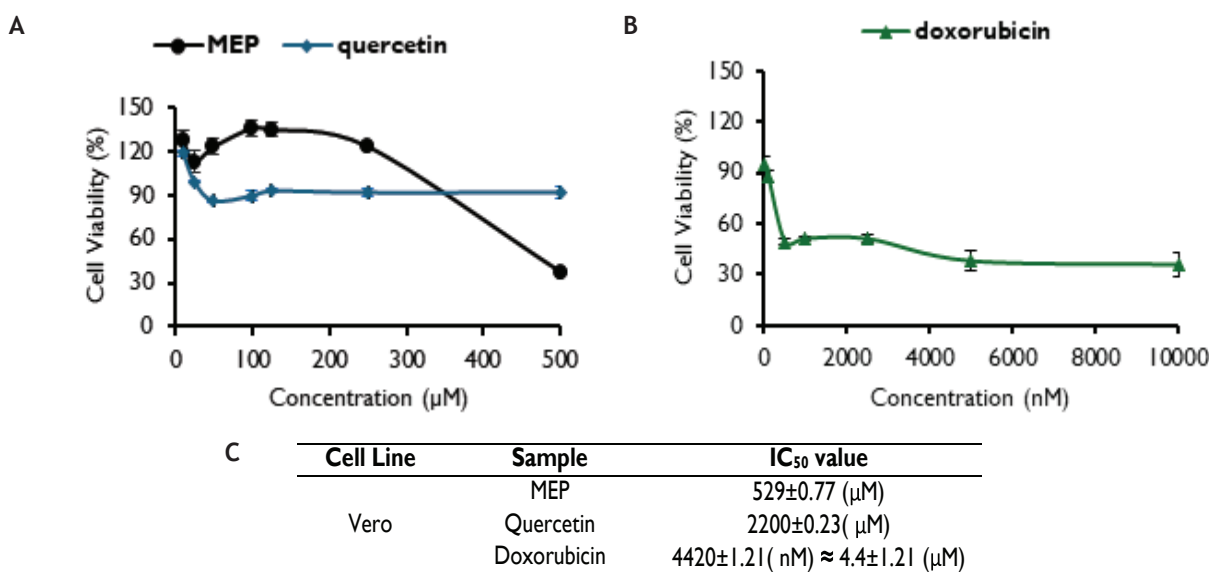 A
MEP quercetin
150
120
90
60
30
0
Cell Viability (%)
0 100 200 300 400 500
Concentration (µM)
B
doxorubicin
150
120
90
60
30
0
Cell Viability (%)
0 2000 4000 6000 8000 10000
Concentration (nM)
C
Cell Line Sample IC₅₀ value
MEP 529±0.77 (µM)
Vero Quercetin 2200±0.23( µM)
Doxorubicin 4420±1.21( nM) ≈ 4.4±1.21 (µM)